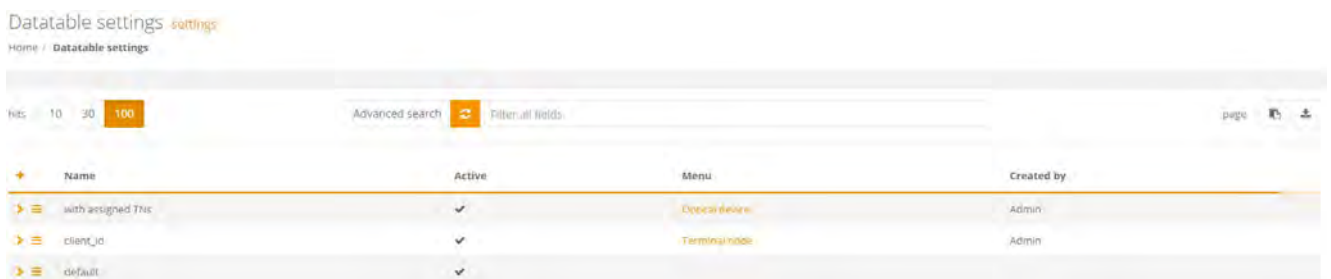 Datatable settings settings
Home / Datatable settings
hits 10 30 100 Advanced search Filter all fields page
Name Active Menu Created by
with assigned TNs Optical device Admin
client_id Terminal node Admin
default